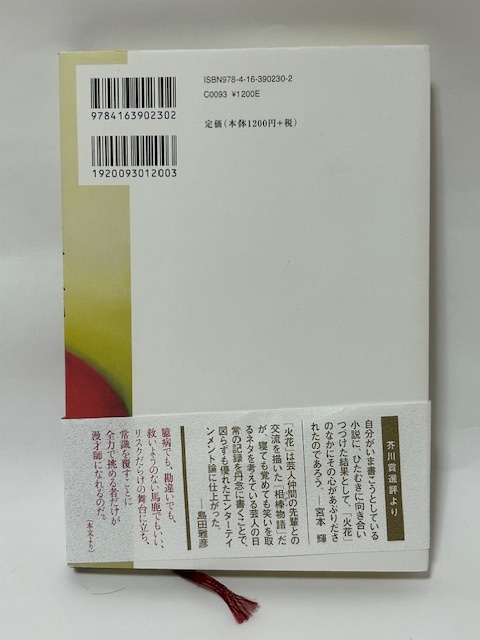 ISBN978-4-16-390230-2
C0093 ¥1200E
定価(本体1200円+税)
9784163902302
1920093012003
芥川賞選評より
自分がいま書こうとしている
小説に、ひたむきに向き合い
つづけた結果として、「火花」
のなかにその心があぶりださ
れたのであろう。——宮本 輝
「火花」は芸人仲間の先輩との
交流を描いた「相棒物語」だ
が、寝ても覚めても笑いを取
るネタを考えている芸人の日
常の記録を丹念に書くことで、
図らずも優れたエンターテイ
ンメント論に仕上がった。
——島田雅彦
臆病でも、勘違いでも、
救いようのない馬鹿でもいい、
リスクだらけの舞台に立ち、
常識を覆すことに
全力で挑める者だけが
漫才師になれるのだ。
(本文より)